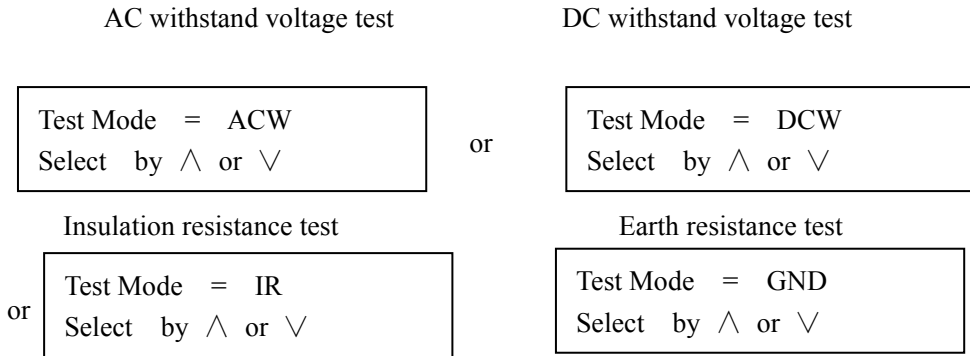 AC withstand voltage test DC withstand voltage test
Test Mode = ACW
Select by ∧ or ∨
or
Test Mode = DCW
Select by ∧ or ∨
Insulation resistance test Earth resistance test
or
Test Mode = IR
Select by ∧ or ∨
Test Mode = GND
Select by ∧ or ∨